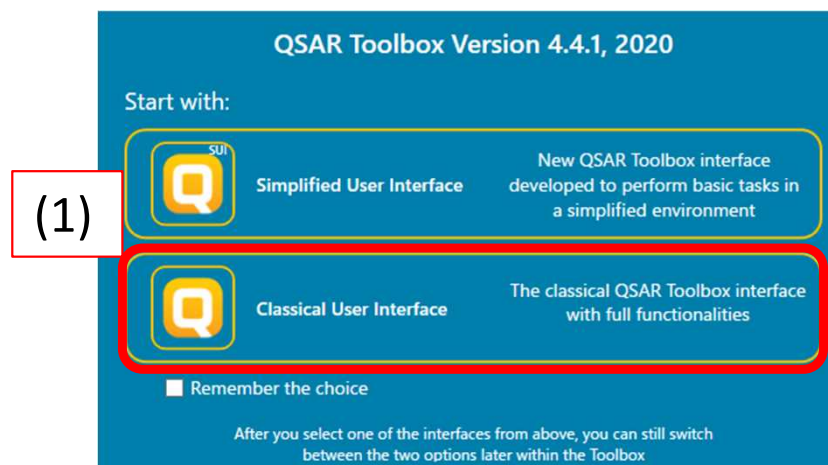 QSAR Toolbox Version 4.4.1, 2020
Start with:
SUI
Simplified User Interface
New QSAR Toolbox interface
developed to perform basic tasks in
a simplified environment
(1)
Classical User Interface
The classical QSAR Toolbox interface
with full functionalities
Remember the choice
After you select one of the interfaces from above, you can still switch
between the two options later within the Toolbox